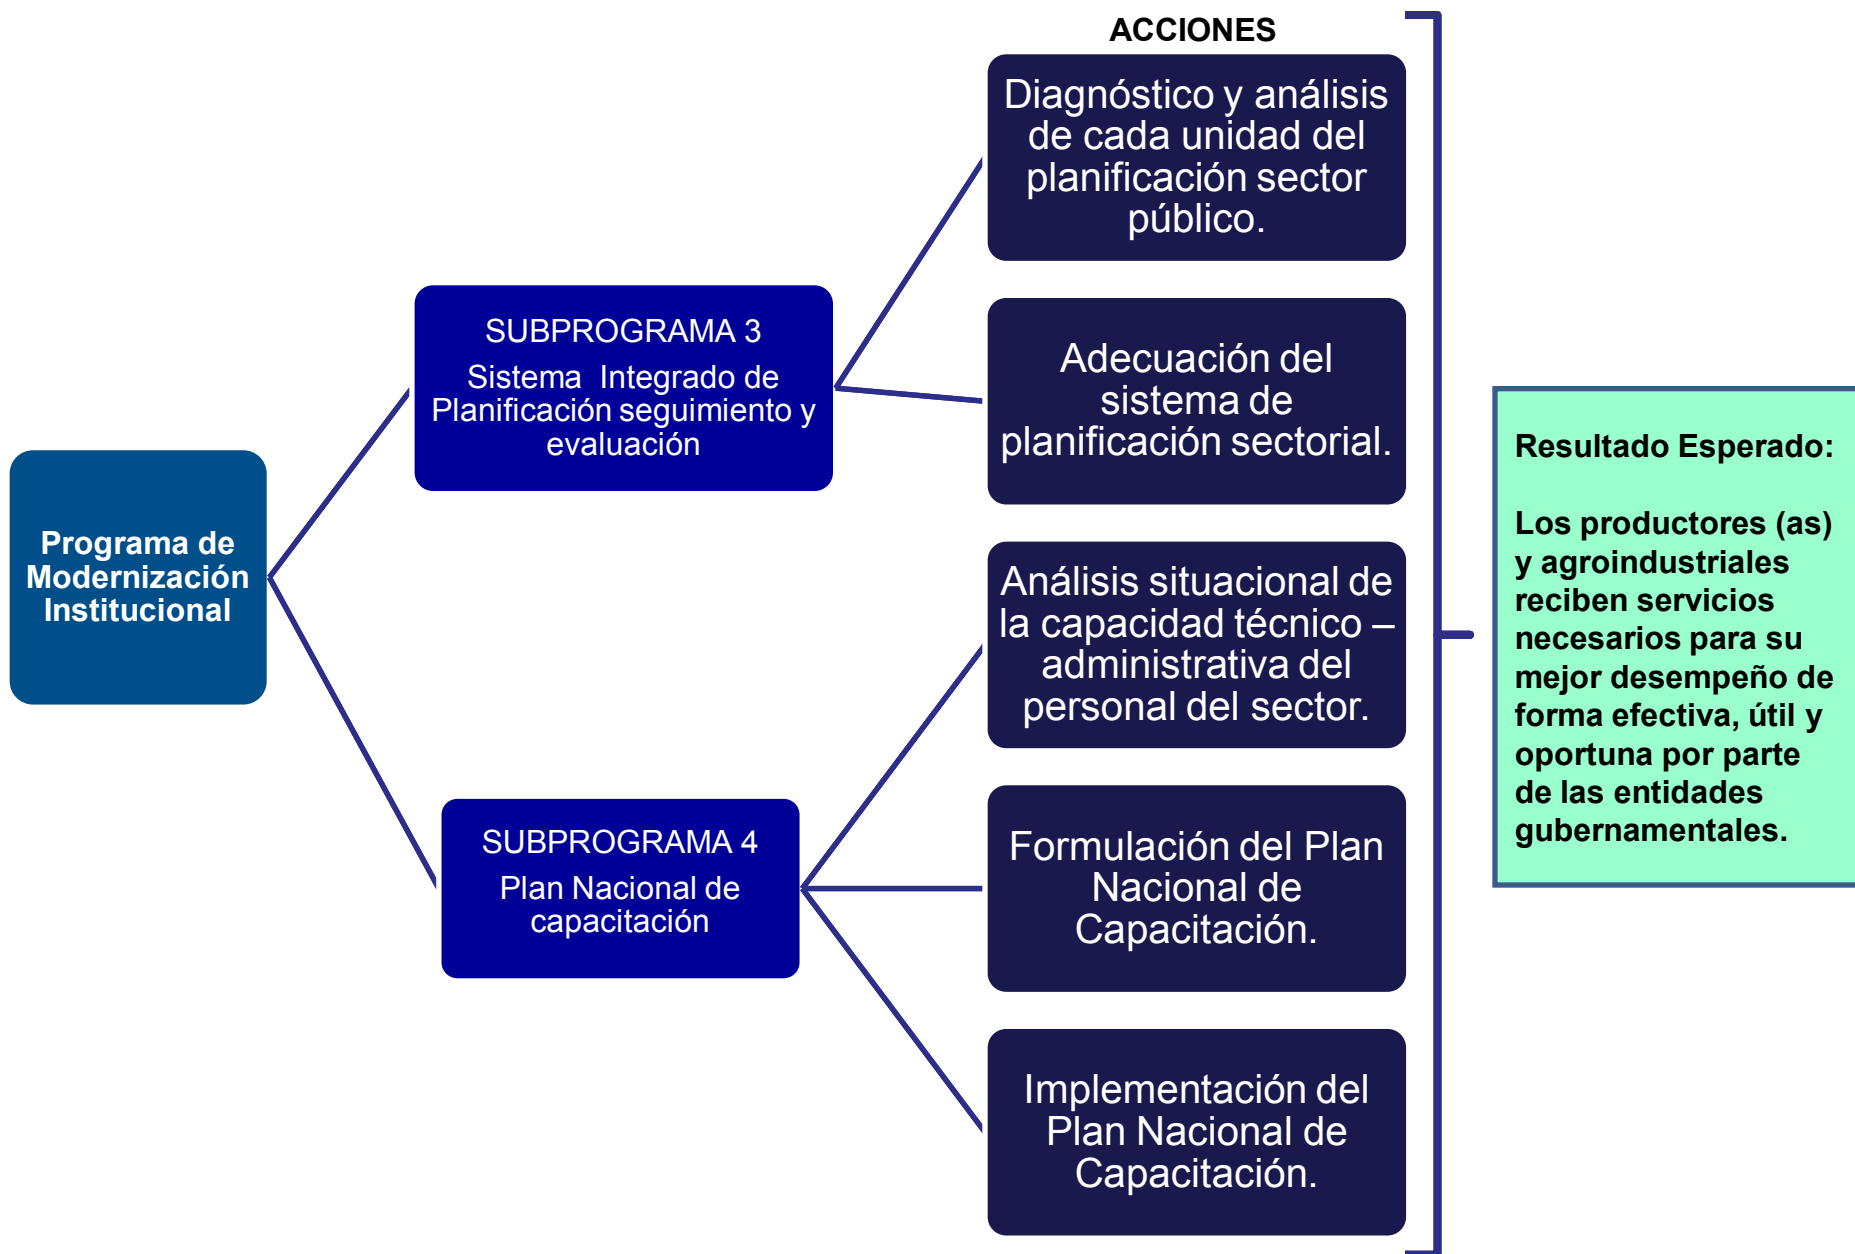 ACCIONES
Programa de
Modernización
Institucional
SUBPROGRAMA 3
Sistema  Integrado de
Planificación seguimiento y
evaluación
Diagnóstico y análisis
de cada unidad del
planificación sector
público.
Adecuación del
sistema de
planificación sectorial.
SUBPROGRAMA 4
Plan Nacional de
capacitación
Análisis situacional de
la capacidad técnico –
administrativa del
personal del sector.
Formulación del Plan
Nacional de
Capacitación.
Implementación del
Plan Nacional de
Capacitación.
Resultado Esperado:
Los productores (as)
y agroindustriales
reciben servicios
necesarios para su
mejor desempeño de
forma efectiva, útil y
oportuna por parte
de las entidades
gubernamentales.